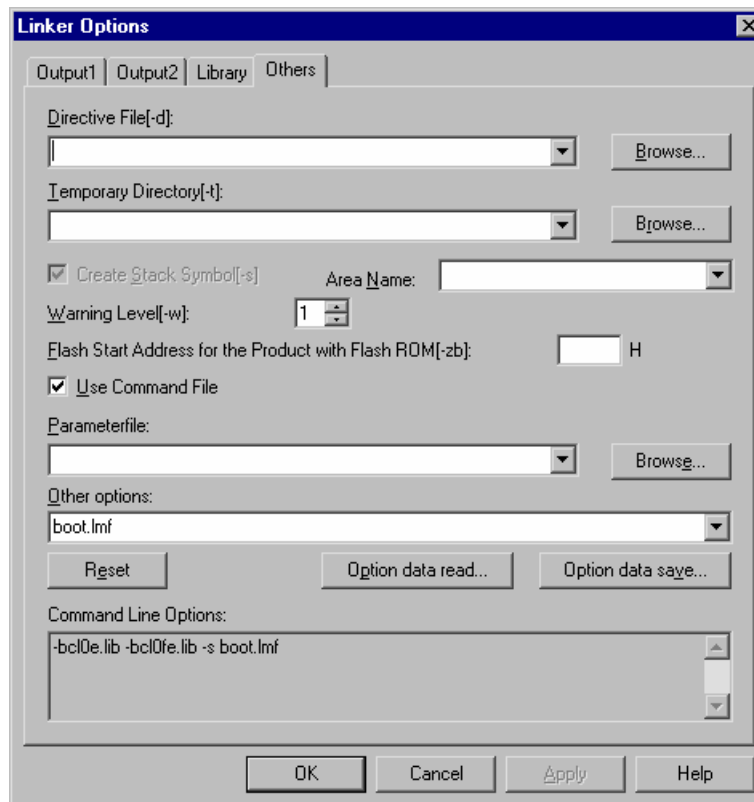 Linker Options
Output1 Output2 Library Others
Directive File[-d]:
Browse...
Temporary Directory[-t]:
Browse...
Create Stack Symbol[-s] Area Name:
Warning Level[-w]: 1
Flash Start Address for the Product with Flash ROM[-zb]: H
Use Command File
Parameterfile:
Browse...
Other options:
boot.lmf
Reset Option data read... Option data save...
Command Line Options:
-bcl0e.lib -bcl0fe.lib -s boot.lmf
OK Cancel Apply Help